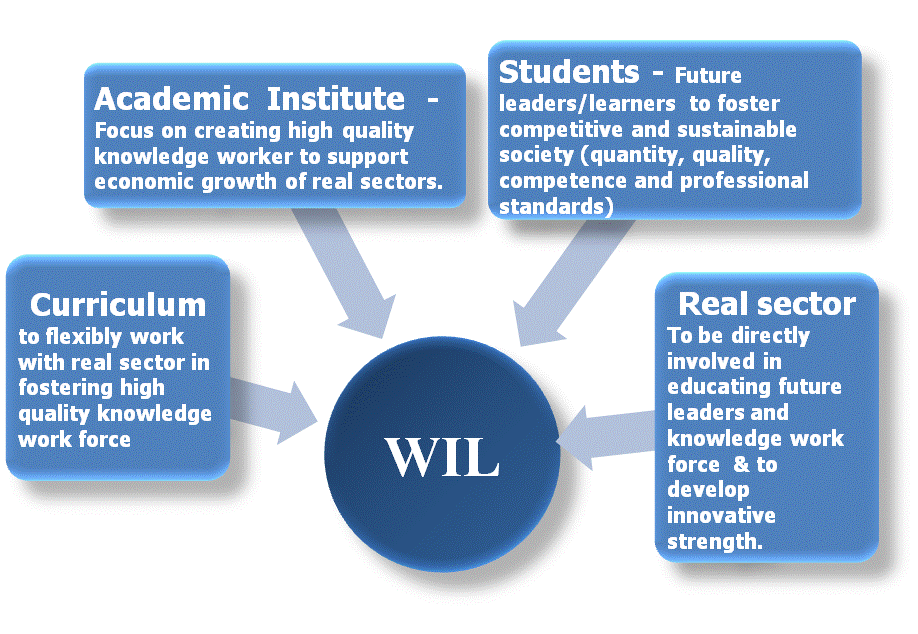 Academic Institute -
Focus on creating high quality
knowledge worker to support
economic growth of real sectors.
Students - Future
leaders/learners to foster
competitive and sustainable
society (quantity, quality,
competence and professional
standards)
Curriculum
to flexibly work
with real sector in
fostering high
quality knowledge
work force
Real sector
To be directly
involved in
educating future
leaders and
knowledge work
force & to
develop
innovative
strength.
WIL